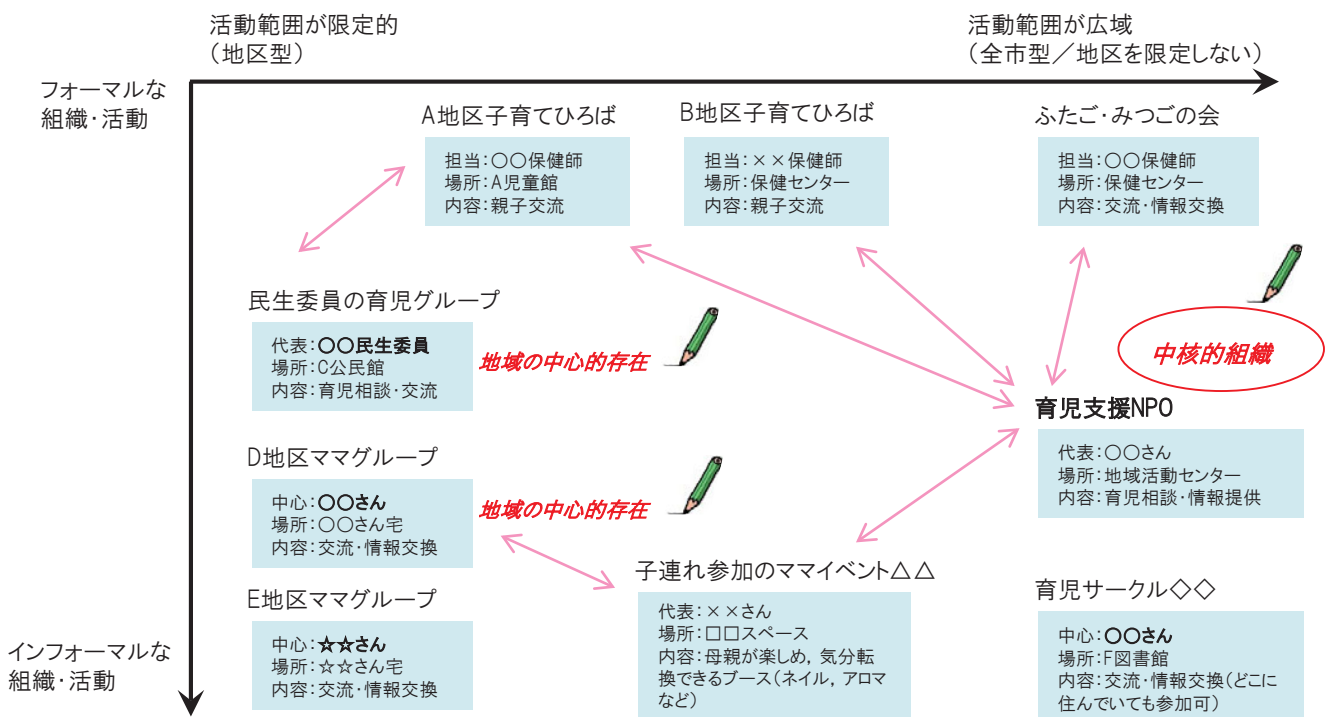 活動範囲が限定的
（地区型）
活動範囲が広域
（全市型／地区を限定しない）
フォーマルな
組織・活動
A地区子育てひろば
担当：〇〇保健師
場所：A児童館
内容：親子交流
B地区子育てひろば
担当：××保健師
場所：保健センター
内容：親子交流
ふたご・みつごの会
担当：〇〇保健師
場所：保健センター
内容：交流・情報交換
民生委員の育児グループ
代表：〇〇民生委員
場所：C公民館
内容：育児相談・交流
地域の中心的存在
中核的組織
育児支援NPO
代表：〇〇さん
場所：地域活動センター
内容：育児相談・情報提供
D地区ママグループ
中心：〇〇さん
場所：〇〇さん宅
内容：交流・情報交換
地域の中心的存在
子連れ参加のママイベント△△
代表：××さん
場所：□□スペース
内容：母親が楽しめ，気分転
換できるブース（ネイル，アロマ
など）
育児サークル◇◇
中心：〇〇さん
場所：F図書館
内容：交流・情報交換（どこに
住んでいても参加可）
E地区ママグループ
中心：☆☆さん
場所：☆☆さん宅
内容：交流・情報交換
インフォーマルな
組織・活動